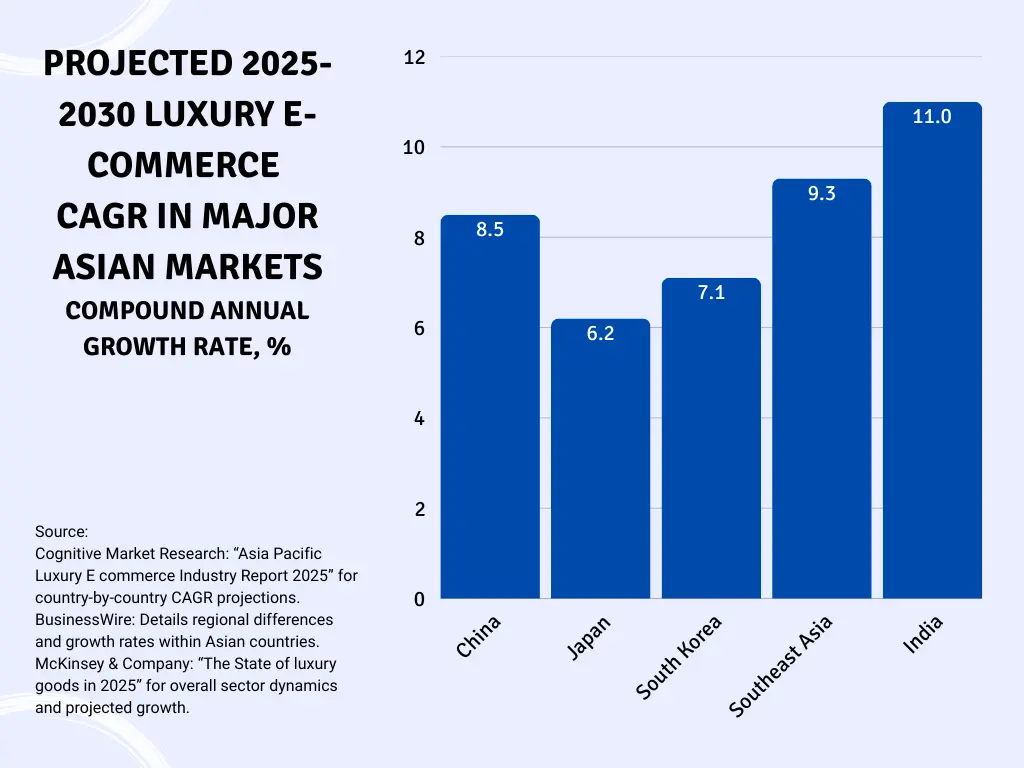 PROJECTED 2025-
2030 LUXURY E-
COMMERCE
CAGR IN MAJOR
ASIAN MARKETS
COMPOUND ANNUAL
GROWTH RATE, %
Source:
Cognitive Market Research: “Asia Pacific
Luxury E commerce Industry Report 2025” for
country-by-country CAGR projections.
BusinessWire: Details regional differences
and growth rates within Asian countries.
McKinsey & Company: “The State of luxury
goods in 2025” for overall sector dynamics
and projected growth.
12
10
8
6
4
2
0
8.5
6.2
7.1
9.3
11.0
China
Japan
South Korea
Southeast Asia
India